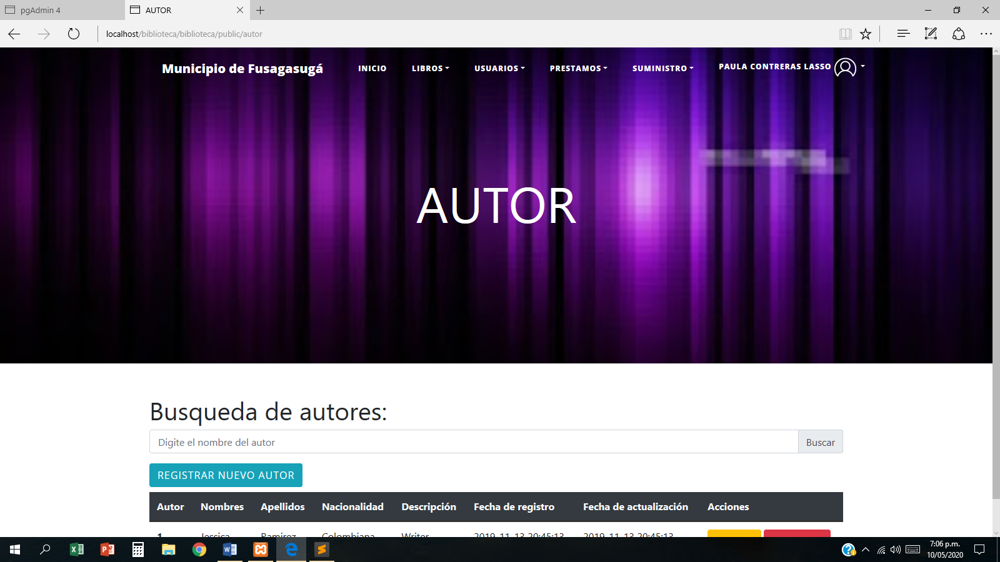 pgAdmin 4
AUTOR
localhost/biblioteca/biblioteca/public/autor
Municipio de Fusagasugá
INICIO
LIBROS
USUARIOS
PRESTAMOS
SUMINISTRO
PAULA CONTRERAS LASSO
AUTOR
Busqueda de autores:
Digite el nombre del autor
Buscar
REGISTRAR NUEVO AUTOR
Autor Nombres Apellidos Nacionalidad Descripción Fecha de registro Fecha de actualización Acciones
1 Jessica Ramirez Colombiana Writer 2019-11-13 20:45:13 2019-11-13 20:45:13
7:06 p.m.
10/05/2020